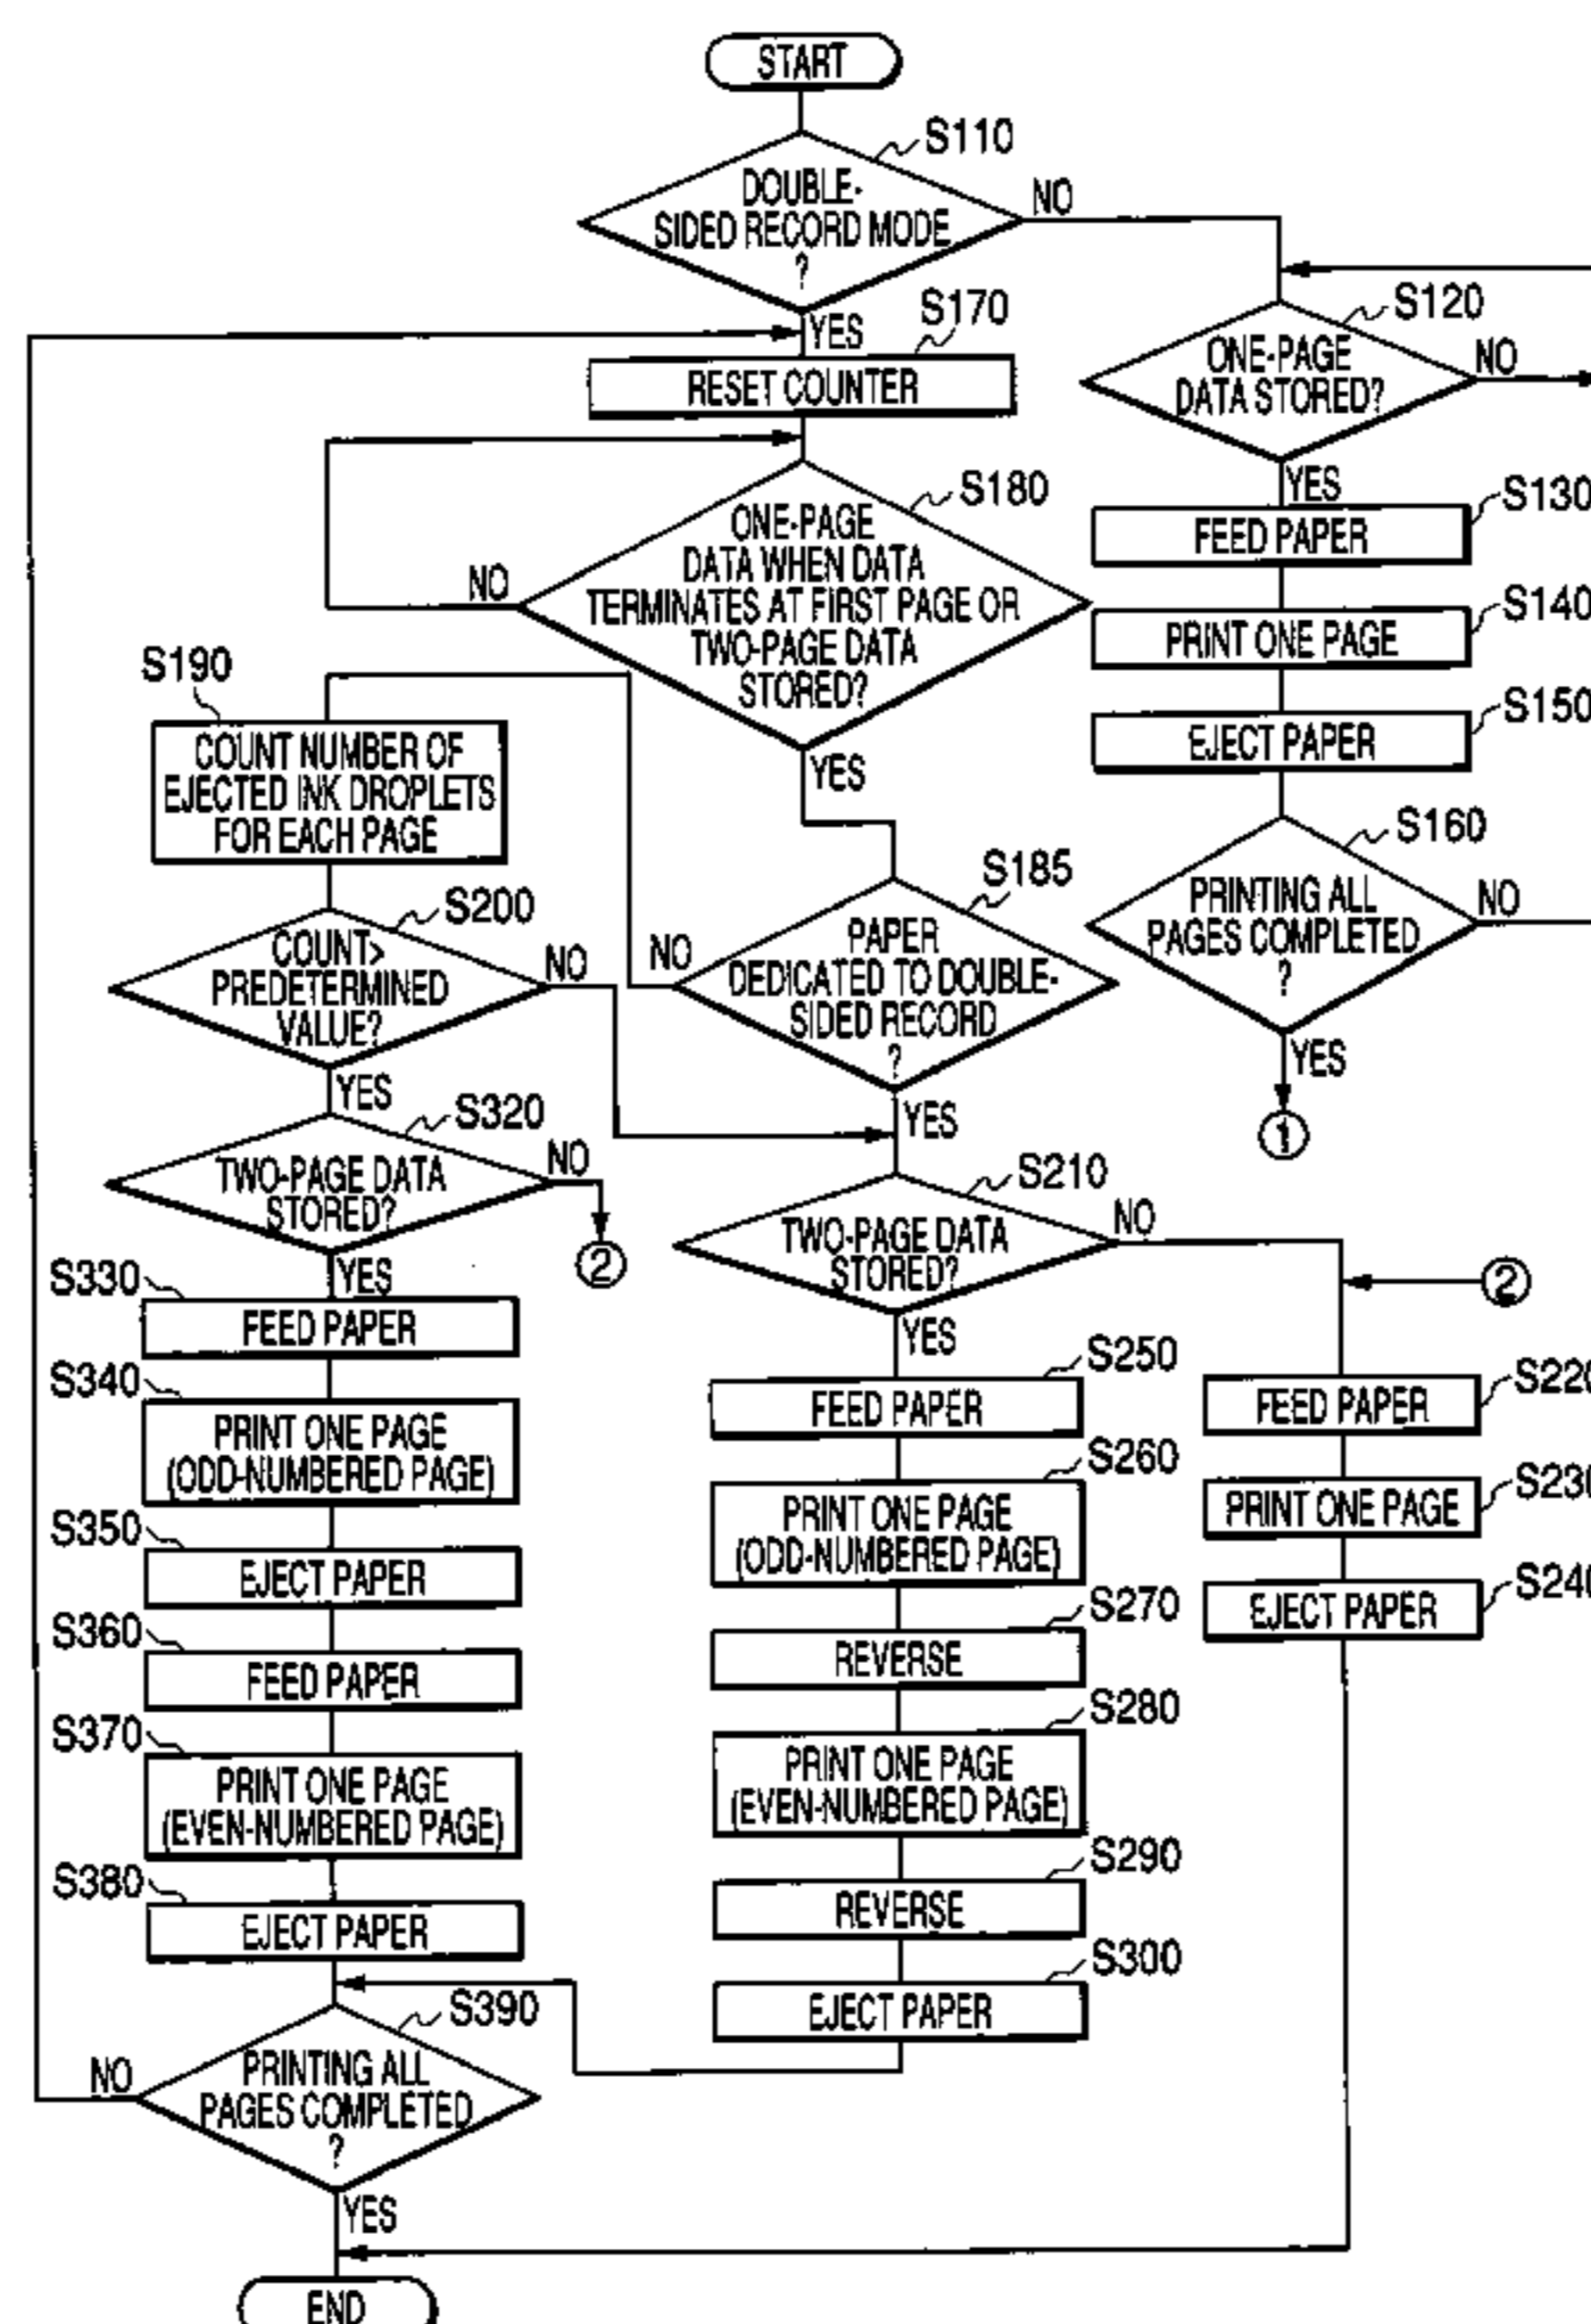 START
S110
DOUBLE-
SIDED RECORD MODE
?
NO
YES
S170
RESET COUNTER
S120
ONE-PAGE
DATA STORED?
NO
YES
S130
FEED PAPER
S140
PRINT ONE PAGE
S150
EJECT PAPER
S160
PRINTING ALL
PAGES COMPLETED
?
NO
YES
1
S180
ONE-PAGE
DATA WHEN DATA
TERMINATES AT FIRST PAGE OR
TWO-PAGE DATA
STORED?
NO
YES
S185
PAPER
DEDICATED TO DOUBLE-
SIDED RECORD
?
NO
YES
S190
COUNT NUMBER OF
EJECTED INK DROPLETS
FOR EACH PAGE
S200
COUNT>
PREDETERMINED
VALUE?
NO
YES
S320
TWO-PAGE DATA
STORED?
NO
2
YES
S330
FEED PAPER
S340
PRINT ONE PAGE
(ODD-NUMBERED PAGE)
S350
EJECT PAPER
S360
FEED PAPER
S370
PRINT ONE PAGE
(EVEN-NUMBERED PAGE)
S380
EJECT PAPER
S210
TWO-PAGE DATA
STORED?
NO
2
YES
S250
FEED PAPER
S260
PRINT ONE PAGE
(ODD-NUMBERED PAGE)
S270
REVERSE
S280
PRINT ONE PAGE
(EVEN-NUMBERED PAGE)
S290
REVERSE
S300
EJECT PAPER
S220
FEED PAPER
S230
PRINT ONE PAGE
S240
EJECT PAPER
S390
PRINTING ALL
PAGES COMPLETED
?
NO
YES
END